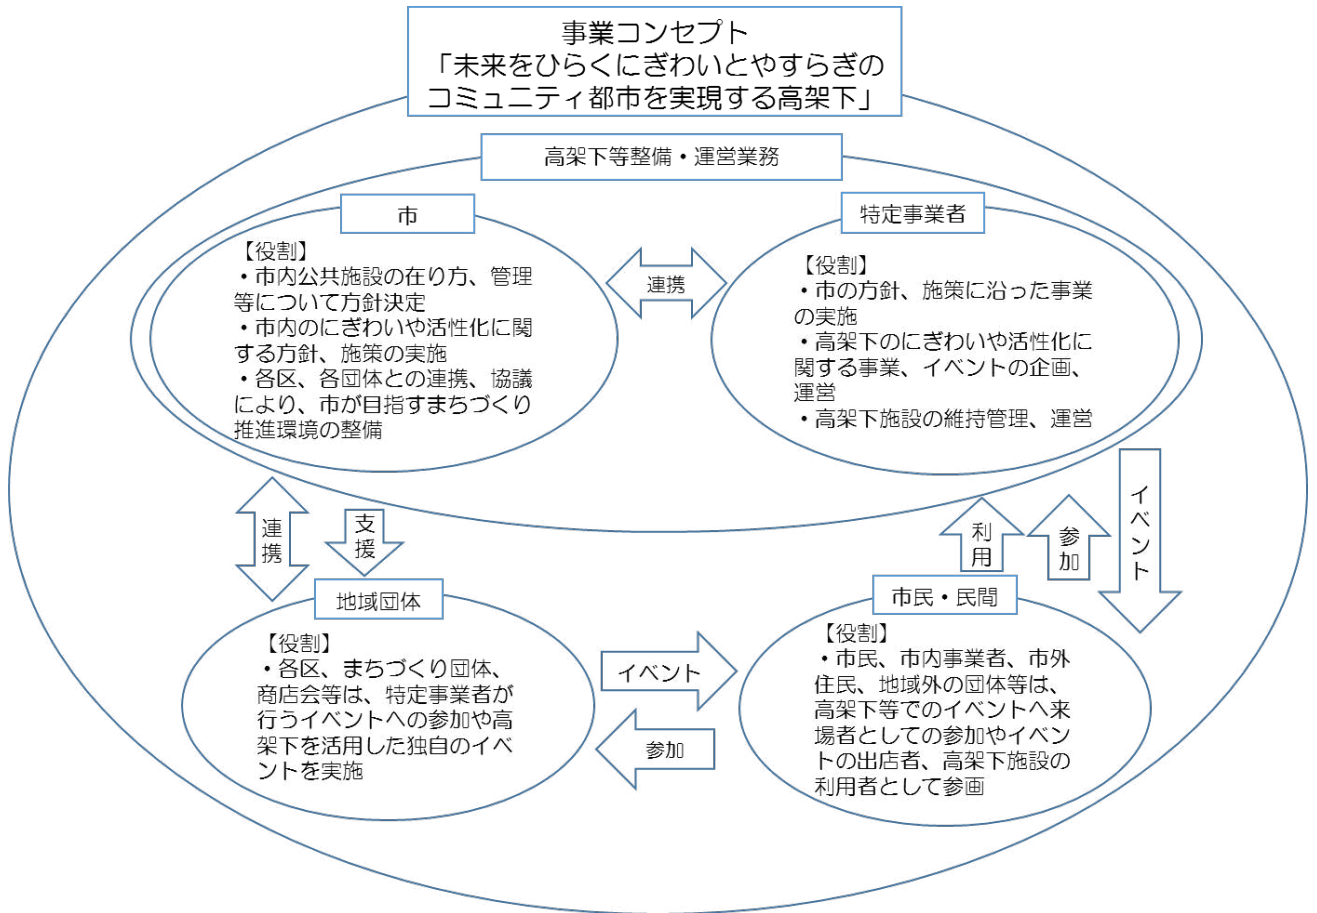 事業コンセプト
「未来をひらくにぎわいとやすらぎの
コミュニティ都市を実現する高架下」
高架下等整備・運営業務
市
【役割】
・市内公共施設の在り方、管理
等について方針決定
・市内のにぎわいや活性化に関
する方針、施策の実施
・各区、各団体との連携、協議
により、市が目指すまちづくり
推進環境の整備
連携
特定事業者
【役割】
・市の方針、施策に沿った事業
の実施
・高架下のにぎわいや活性化に
関する事業、イベントの企画、
運営
・高架下施設の維持管理、運営
連携
支援
利用
参加
イベント
地域団体
【役割】
・各区、まちづくり団体、
商店会等は、特定事業者が
行うイベントへの参加や高
架下を活用した独自のイベ
ントを実施
イベント
参加
市民・民間
【役割】
・市民、市内事業者、市外
住民、地域外の団体等は、
高架下等でのイベントへ来
場者としての参加やイベン
トの出店者、高架下施設の
利用者として参画